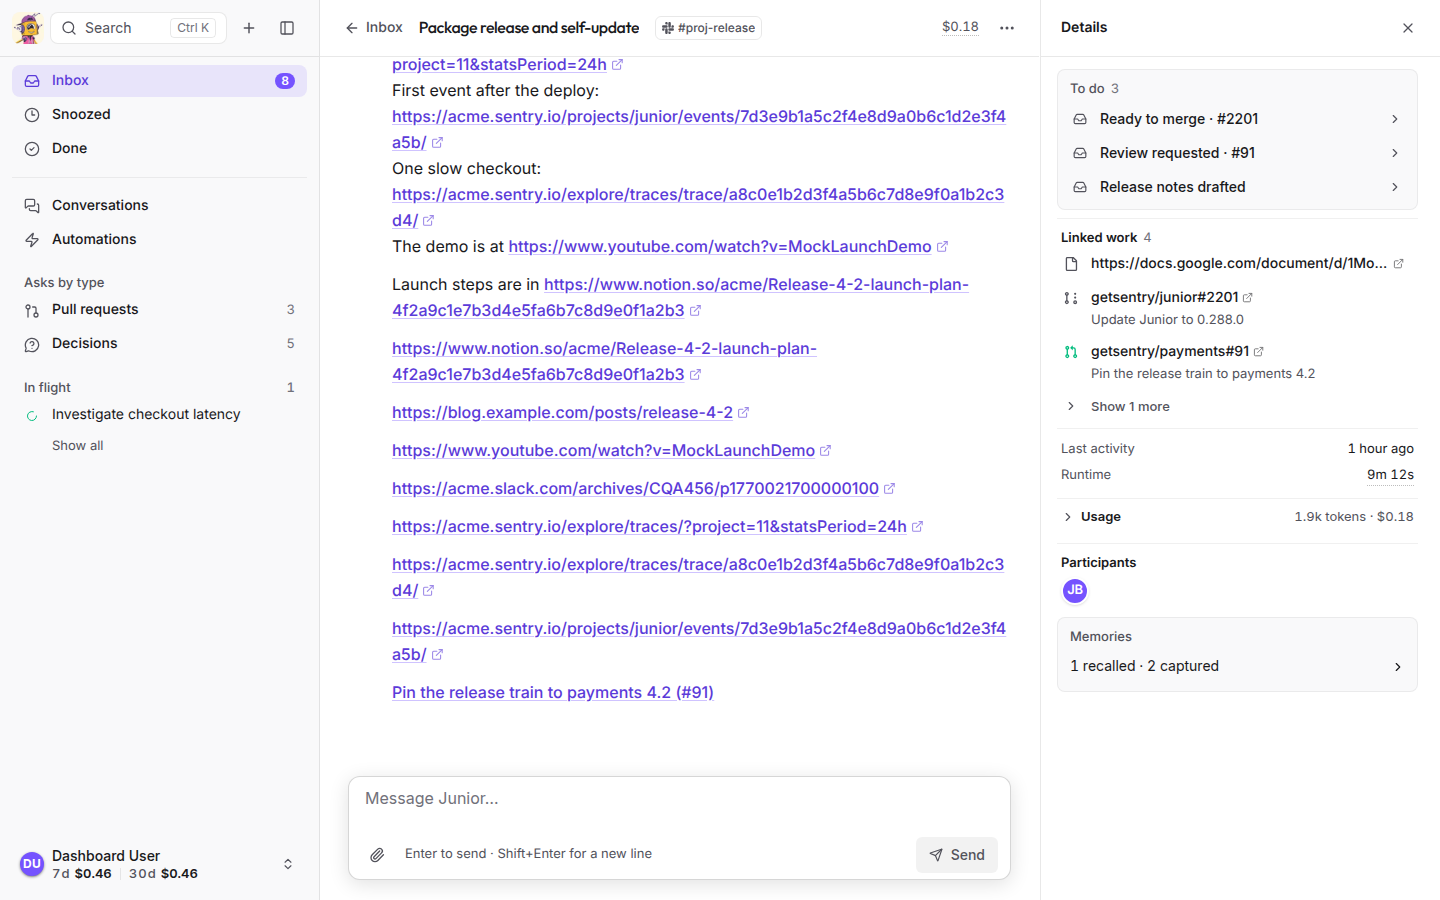 Search
Ctrl K
Inbox
8
Snoozed
Done
Conversations
Automations
Asks by type
Pull requests
3
Decisions
5
In flight
1
Investigate checkout latency
Show all
DU
Dashboard User
7d $0.46
30d $0.46
Inbox
Package release and self-update
#proj-release
$0.18
project=11&statsPeriod=24h
First event after the deploy:
https://acme.sentry.io/projects/junior/events/7d3e9b1a5c2f4e8d9a0b6c1d2e3f4
a5b/
One slow checkout:
https://acme.sentry.io/explore/traces/trace/a8c0e1b2d3f4a5b6c7d8e9f0a1b2c3
d4/
The demo is at https://www.youtube.com/watch?v=MockLaunchDemo
Launch steps are in https://www.notion.so/acme/Release-4-2-launch-plan-
4f2a9c1e7b3d4e5fa6b7c8d9e0f1a2b3
https://www.notion.so/acme/Release-4-2-launch-plan-
4f2a9c1e7b3d4e5fa6b7c8d9e0f1a2b3
https://blog.example.com/posts/release-4-2
https://www.youtube.com/watch?v=MockLaunchDemo
https://acme.slack.com/archives/CQA456/p1770021700000100
https://acme.sentry.io/explore/traces/?project=11&statsPeriod=24h
https://acme.sentry.io/explore/traces/trace/a8c0e1b2d3f4a5b6c7d8e9f0a1b2c3
d4/
https://acme.sentry.io/projects/junior/events/7d3e9b1a5c2f4e8d9a0b6c1d2e3f4
a5b/
Pin the release train to payments 4.2 (#91)
Message Junior...
Enter to send · Shift+Enter for a new line
Send
Details
To do 3
Ready to merge · #2201
Review requested · #91
Release notes drafted
Linked work 4
https://docs.google.com/document/d/1Mo...
getsentry/junior#2201
Update Junior to 0.288.0
getsentry/payments#91
Pin the release train to payments 4.2
Show 1 more
Last activity
1 hour ago
Runtime
9m 12s
Usage
1.9k tokens · $0.18
Participants
JB
Memories
1 recalled · 2 captured